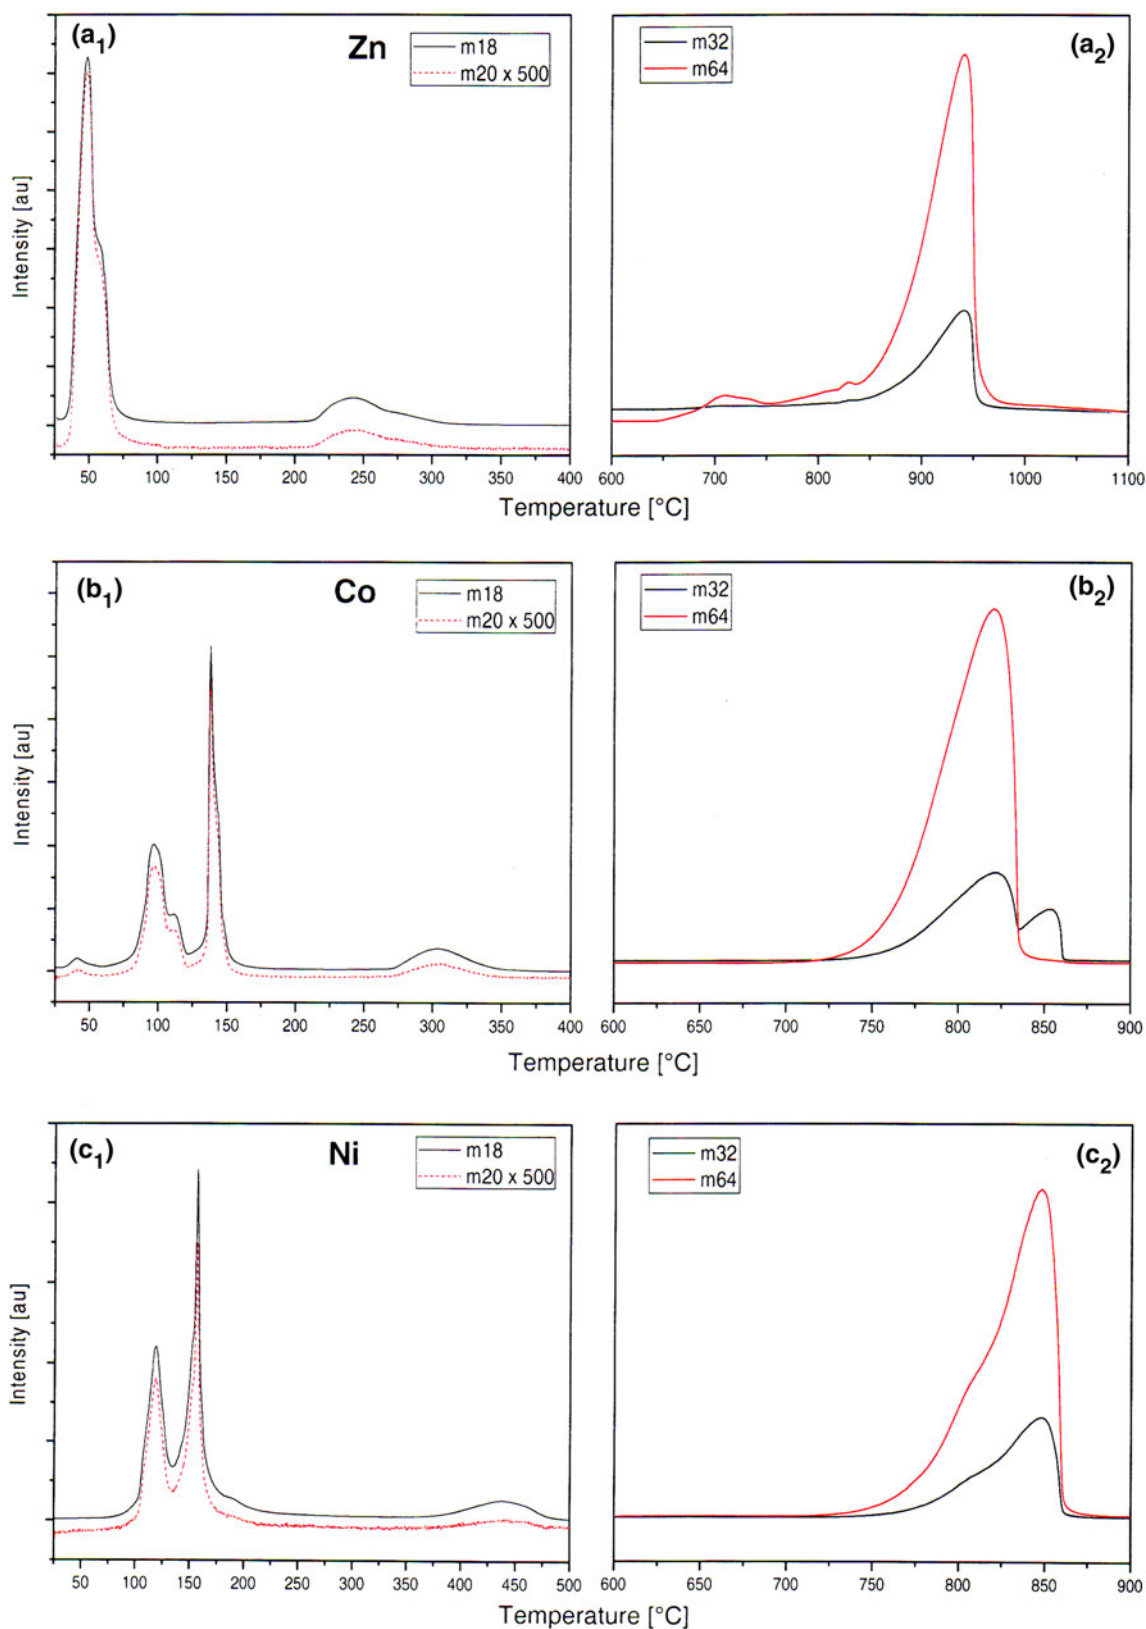 (a1)
Zn
m18
m20 x 500
m32
m64
(a2)
Intensity [au]
50 100 150 200 250 300 350 400
600 700 800 900 1000 1100
Temperature [°C]
(b1)
Co
m18
m20 x 500
m32
m64
(b2)
Intensity [au]
50 100 150 200 250 300 350 400
600 650 700 750 800 850 900
Temperature [°C]
(c1)
Ni
m18
m20 x 500
m32
m64
(c2)
Intensity [au]
50 100 150 200 250 300 350 400 450 500
600 650 700 750 800 850 900
Temperature [°C]